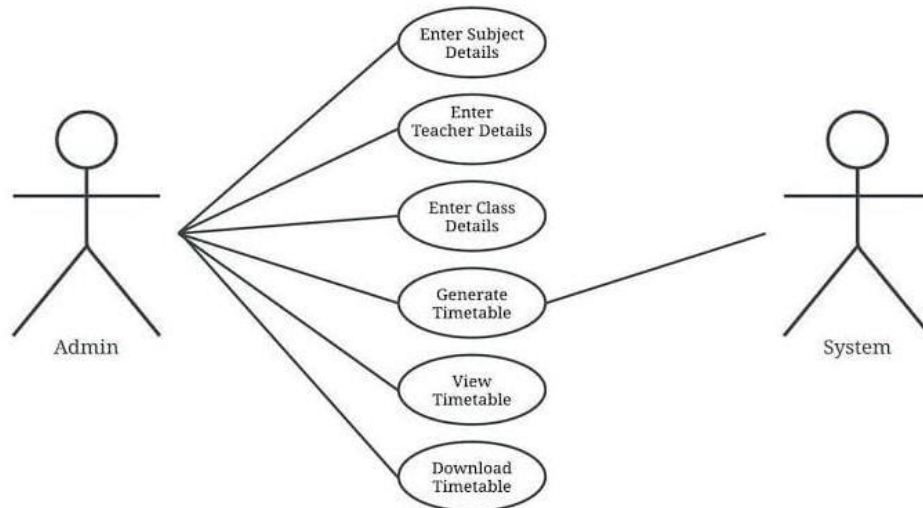 Enter Subject
Details
Enter
Teacher Details
Enter Class
Details
Generate
Timetable
Admin
System
View
Timetable
Download
Timetable